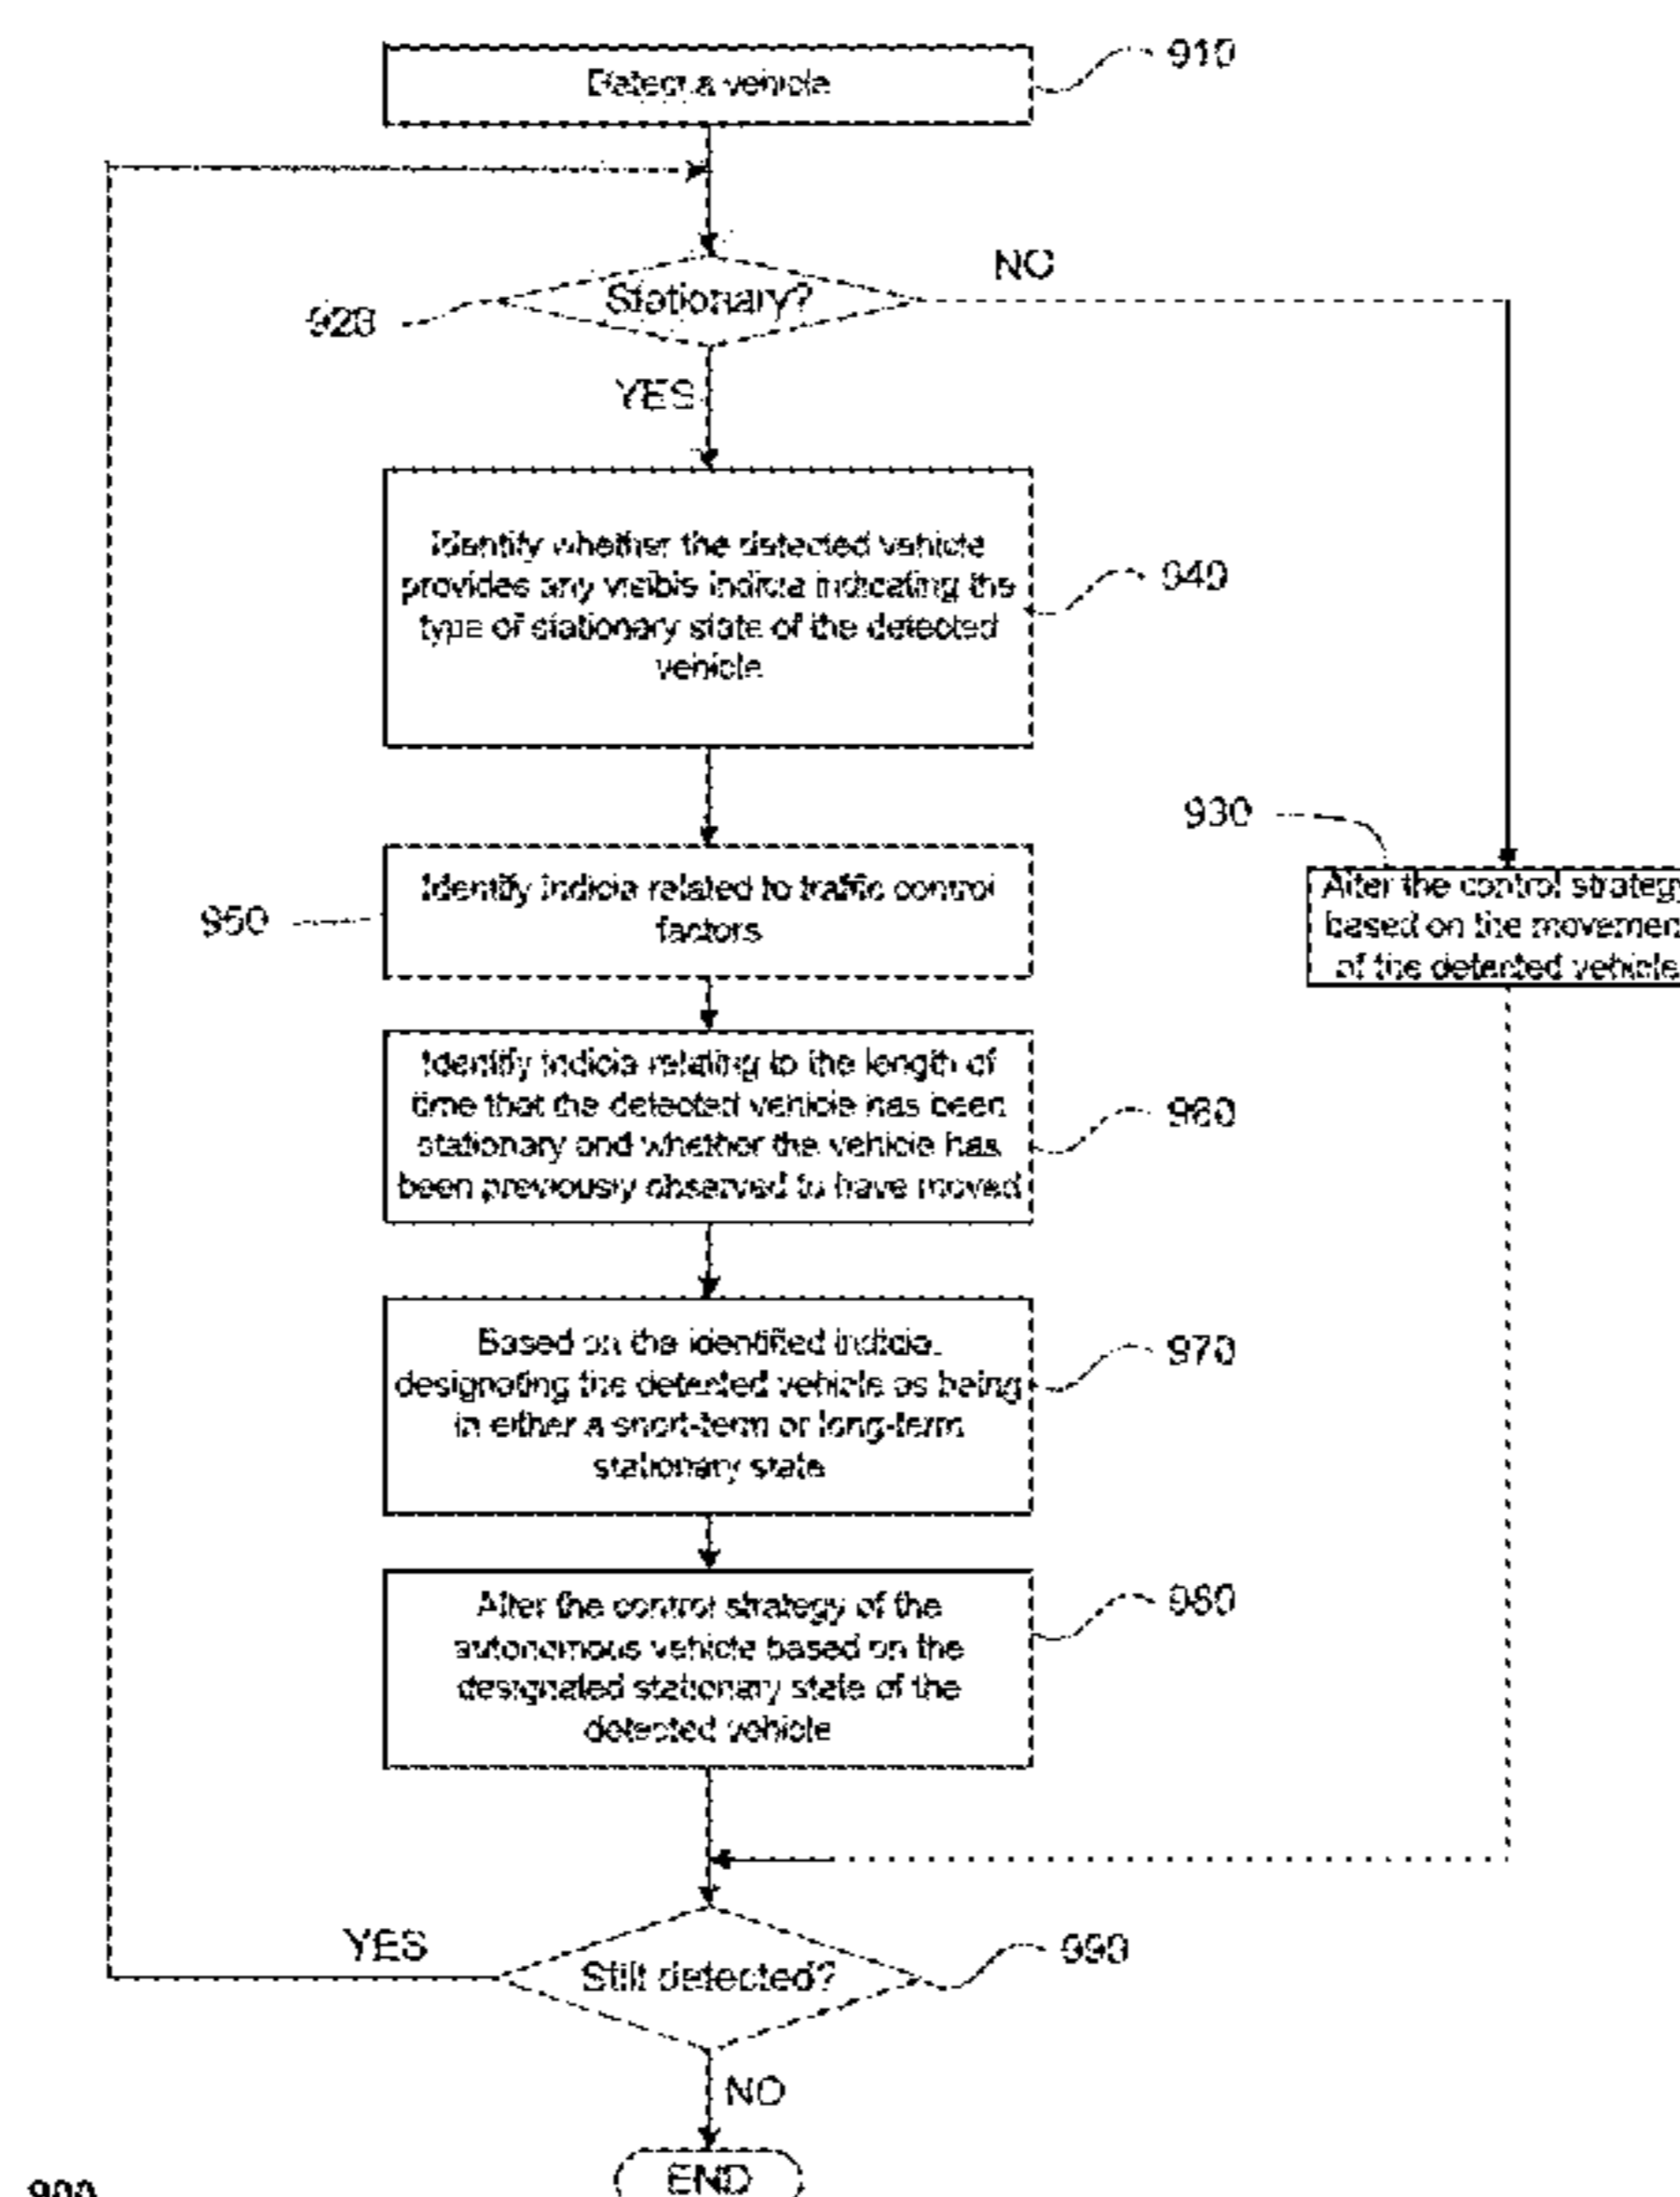 Detect a vehicle
910
Stationary?
920
NO
YES
Identify whether the detected vehicle
provides any visible indicia indicating the
type of stationary state of the detected
vehicle
940
Identify indicia related to traffic control
factors
950
930
Alter the control strategy
based on the movemen
of the detected vehicle
Identify indicia relating to the length of
time that the detected vehicle has been
stationary and whether the vehicle has
been previously observed to have moved
960
Based on the identified indicia,
designating the detected vehicle as being
in either a short-term or long-term
stationary state
970
Alter the control strategy of the
autonomous vehicle based on the
designated stationary state of the
detected vehicle
980
YES
Still detected?
990
NO
END
900